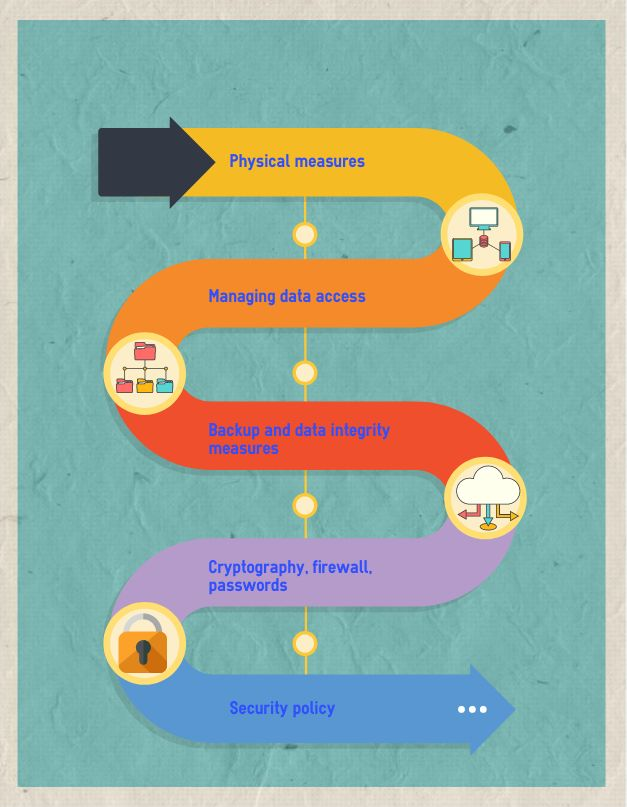 Physical measures
Managing data access
Backup and data integrity
measures
Cryptography, firewall,
passwords
Security policy